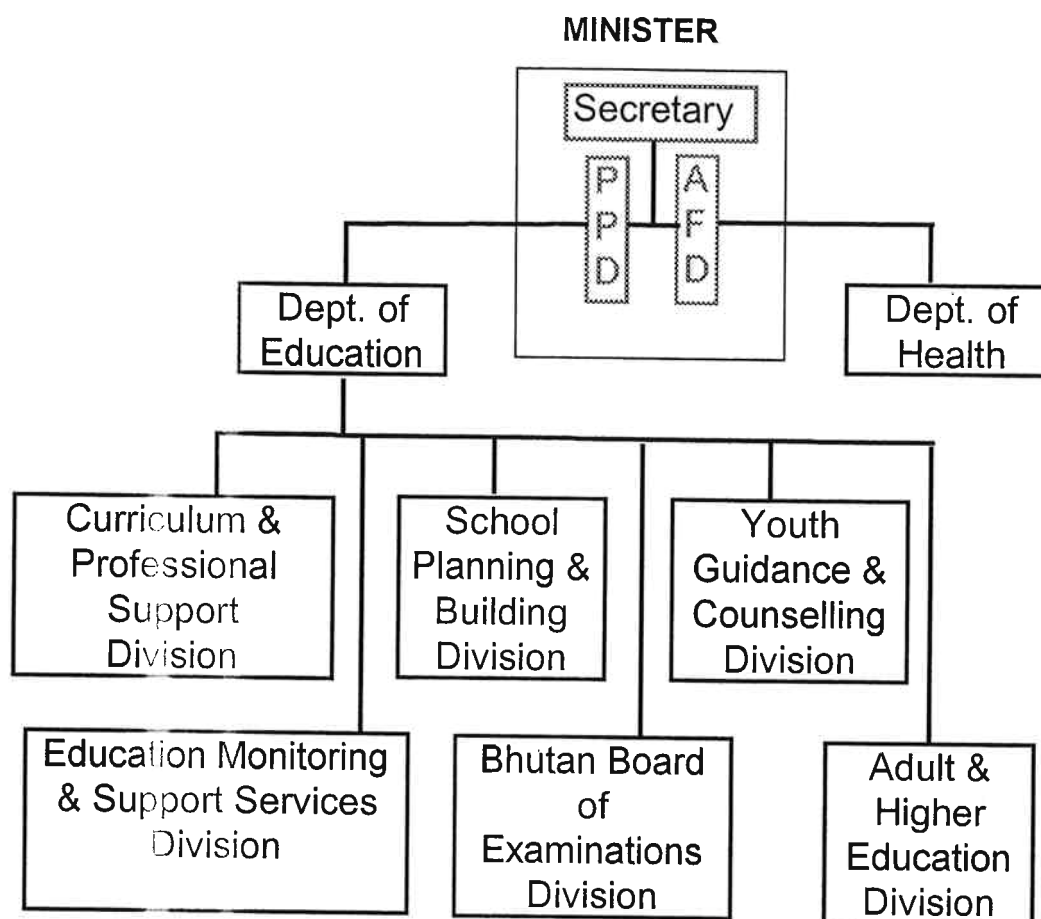 MINISTER
Secretary
P
P
D
A
F
D
Dept. of
Education
Dept. of
Health
Curriculum &
Professional
Support
Division
School
Planning &
Building
Division
Youth
Guidance &
Counselling
Division
Education Monitoring
& Support Services
Division
Bhutan Board
of
Examinations
Division
Adult &
Higher
Education
Division